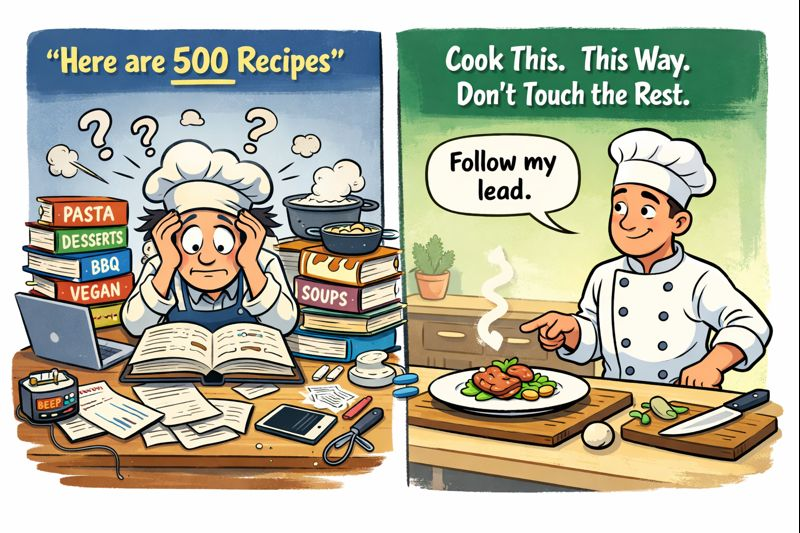 “Here are 500 Recipes”
PASTA
DESSERTS
BBQ
VEGAN
SOUPS
BEEP
Cook This. This Way.
Don't Touch the Rest.
Follow my
lead.